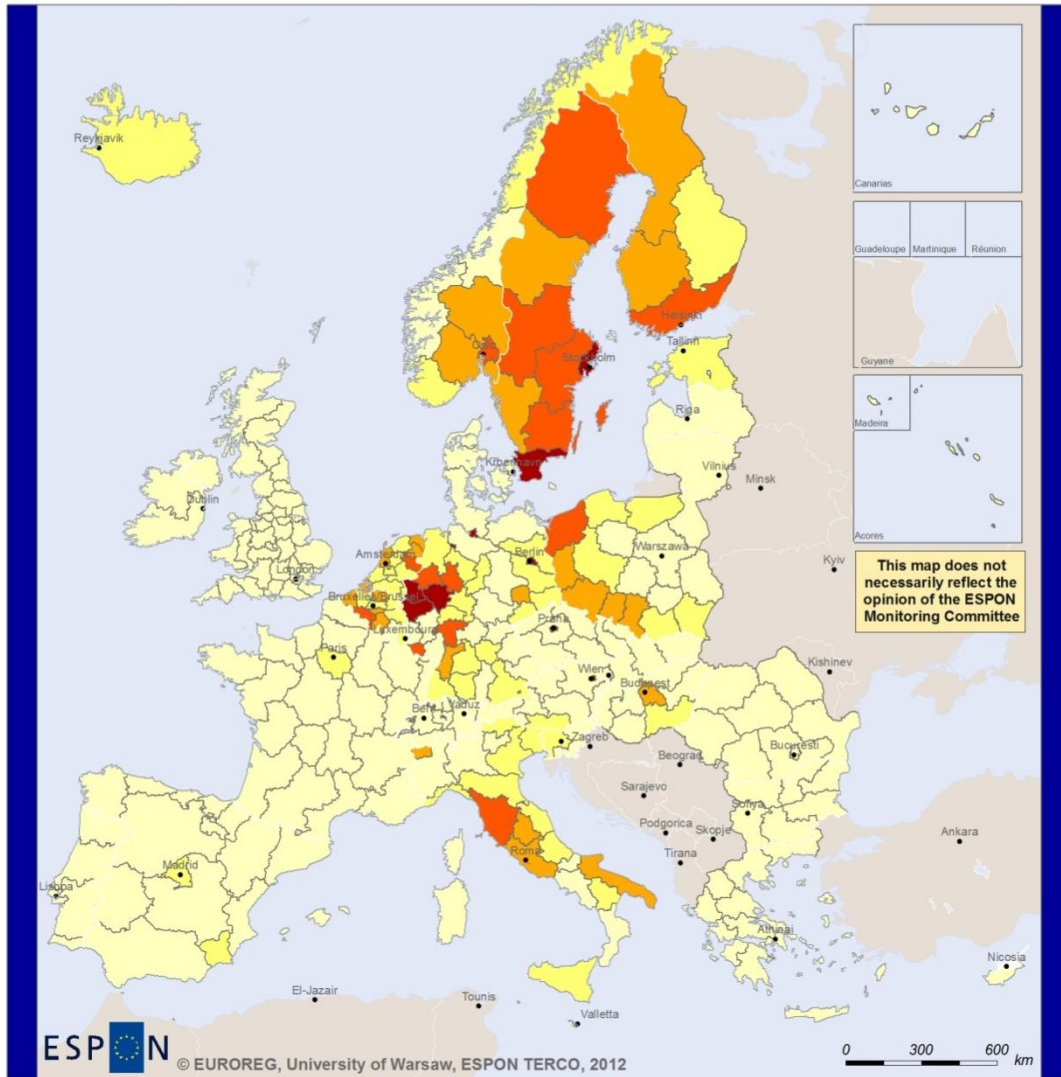 Reykjavik
Canarias
Guadeloupe Martinique Réunion
Guyane
Madeira
Acores
This map does not
necessarily reflect the
opinion of the ESPON
Monitoring Committee
Helsinki
Oslo
Tallinn
Stockholm
Riga
København
Vilnius
Minsk
Dublin
Amsterdam
Berlin
Warszawa
London
Kyiv
Bruxelles/Brussel
Praha
Luxembourg
Paris
Kishinev
Wien
Budapest
Bern
Vaduz
Zagreb
Bucuresti
Beograd
Sarajevo
Sofiya
Podgorica
Skopje
Ankara
Madrid
Roma
Tirana
Lisboa
Athinai
Nicosia
El-Jazair
Tounis
Valletta
ESPON © EUROREG, University of Warsaw, ESPON TERCO, 2012
0 300 600 km